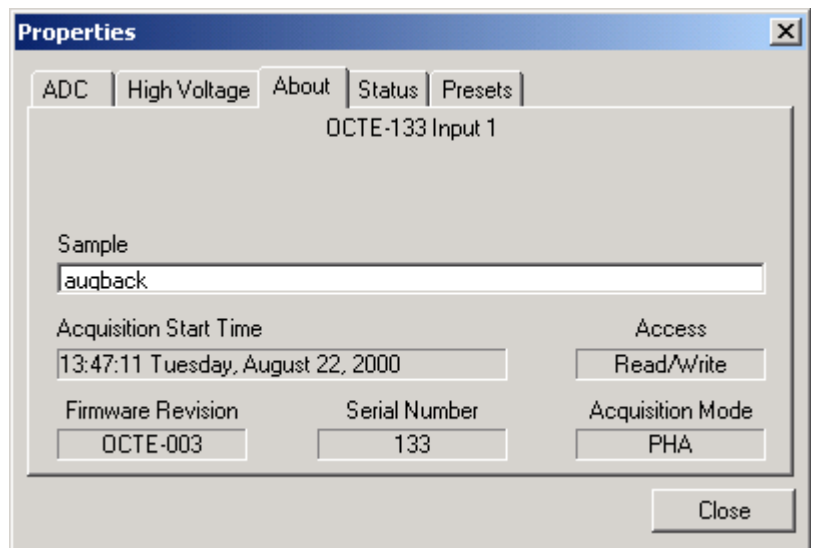 Properties
ADC High Voltage About Status Presets
OCTE-133 Input 1
Sample
augback
Acquisition Start Time Access
13:47:11 Tuesday, August 22, 2000 Read/Write
Firmware Revision Serial Number Acquisition Mode
OCTE-003 133 PHA
Close